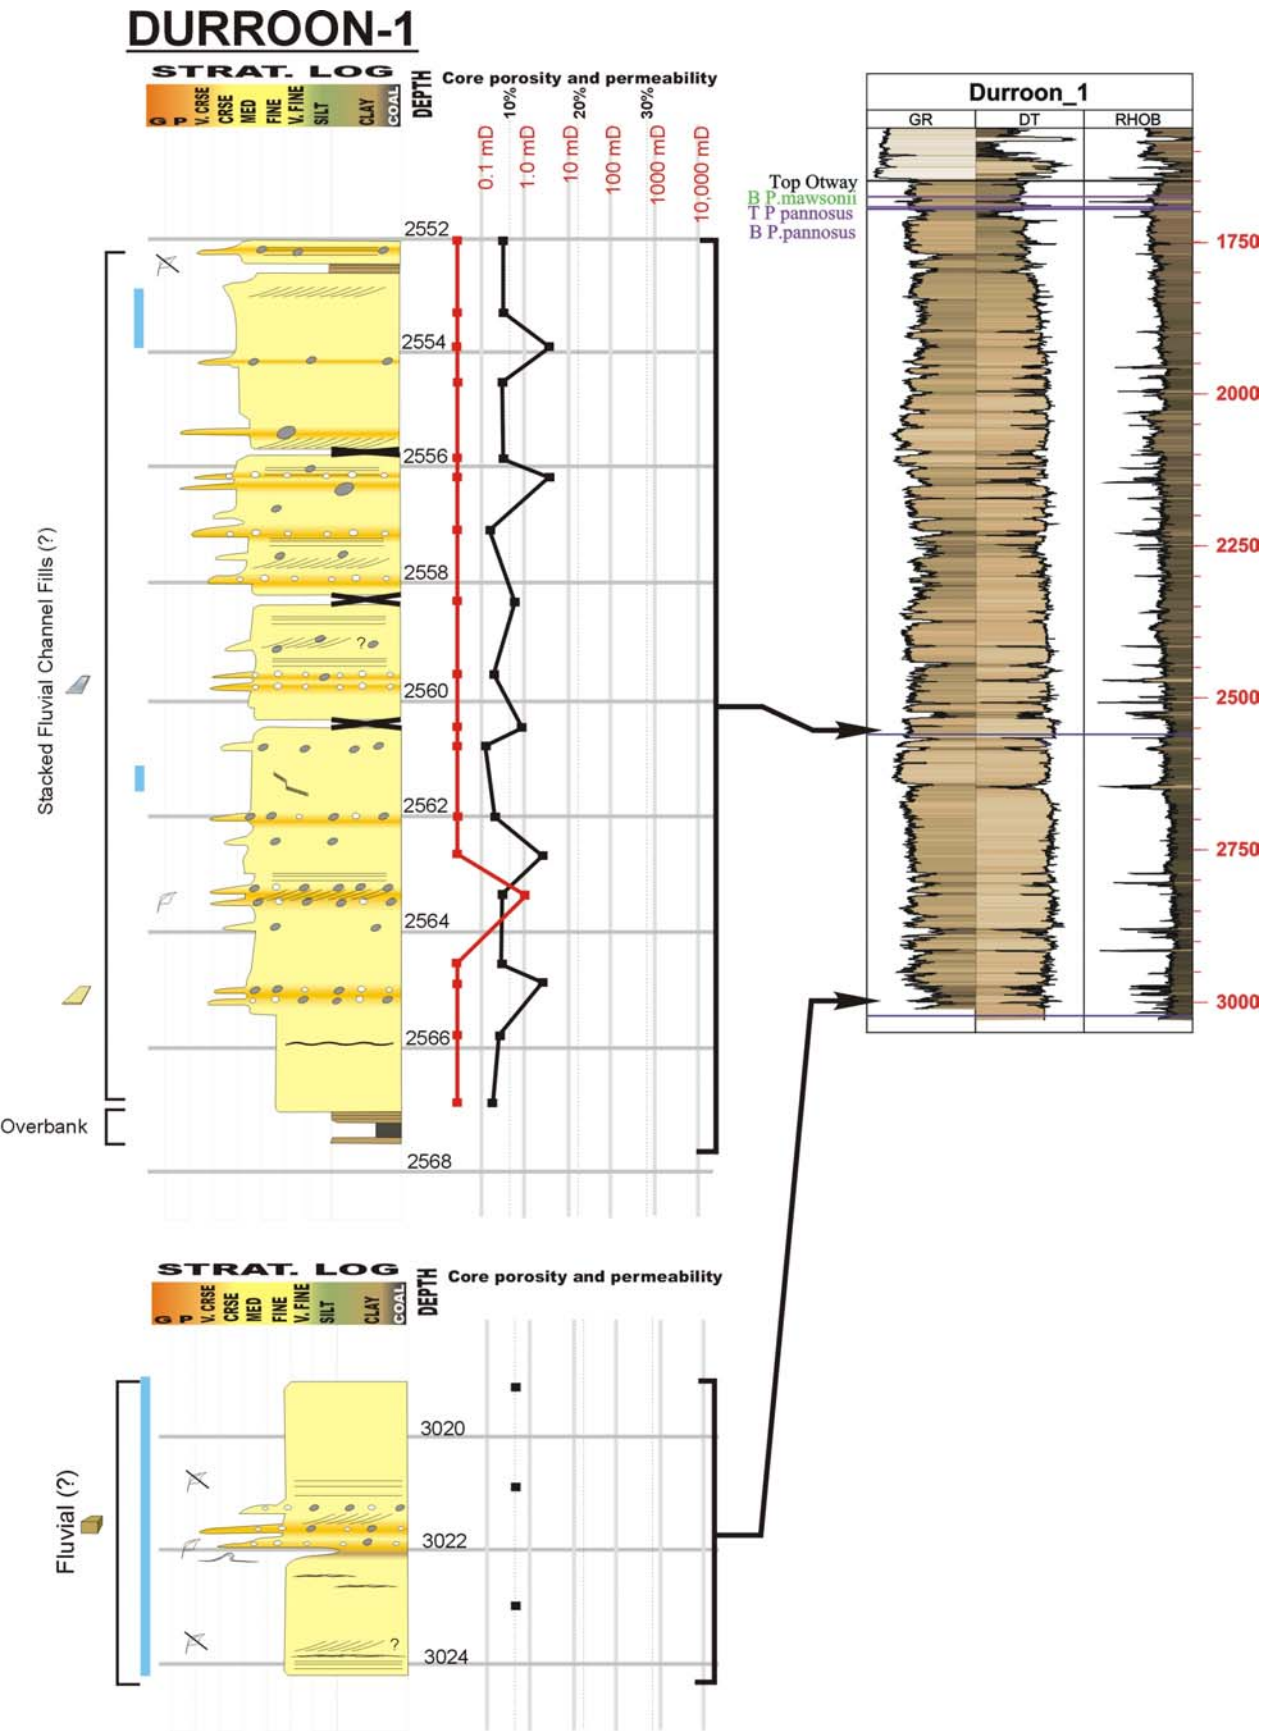 DURROON-1
STRAT. LOG
G P V. CRSE CRSE MED FINE V. FINE SILT CLAY COAL
DEPTH
Core porosity and permeability
10% 20% 30%
0.1 mD 1.0 mD 10 mD 100 mD 1000 mD 10,000 mD
2552
2554
2556
2558
?
2560
2562
2564
2566
2568
Stacked Fluvial Channel Fills (?)
Overbank
Durroon_1
GR DT RHOB
Top Otway
B P.mawsonii
T P pannosus
B P.pannosus
1750
2000
2250
2500
2750
3000
STRAT. LOG
G P V. CRSE CRSE MED FINE V. FINE SILT CLAY COAL
DEPTH
Core porosity and permeability
3020
3022
?
3024
Fluvial (?)